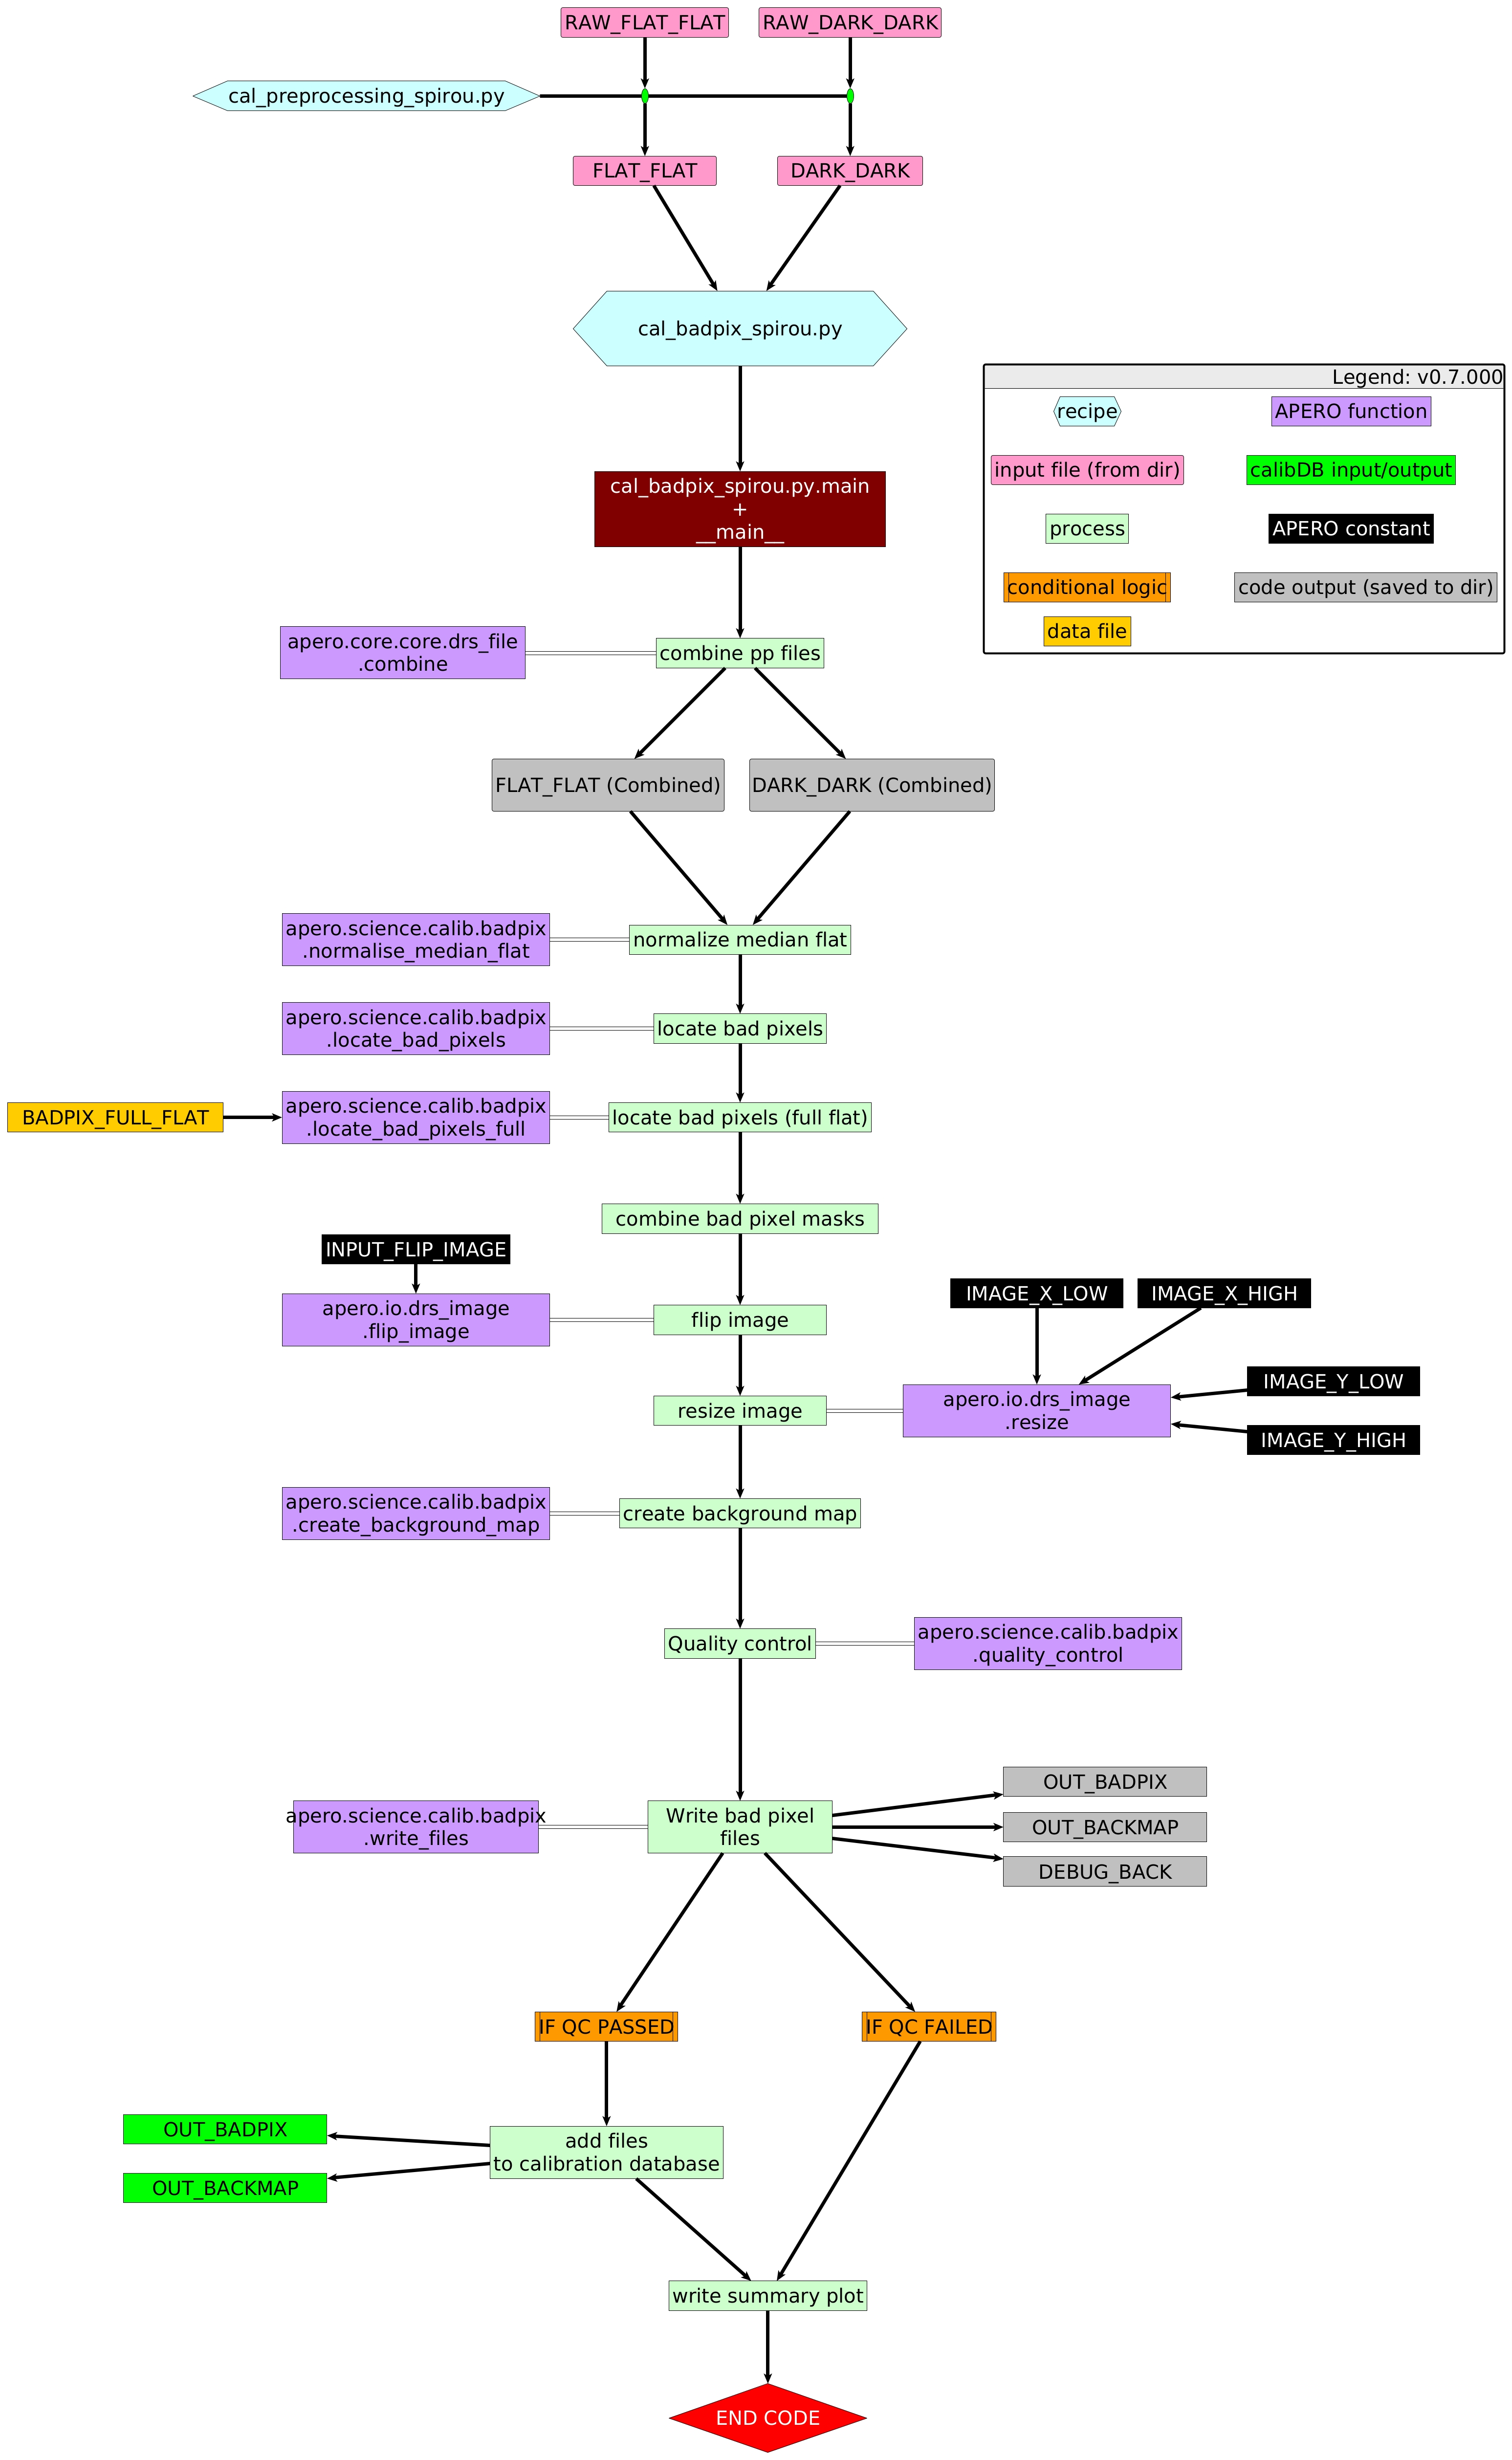 RAW_FLAT_FLAT
RAW_DARK_DARK
cal_preprocessing_spirou.py
FLAT_FLAT
DARK_DARK
cal_badpix_spirou.py
Legend: v0.7.000
recipe
APERO function
input file (from dir)
calibDB input/output
process
APERO constant
conditional logic
code output (saved to dir)
data file
cal_badpix_spirou.py.main
+
__main__
apero.core.core.drs_file
.combine
combine pp files
FLAT_FLAT (Combined)
DARK_DARK (Combined)
apero.science.calib.badpix
.normalise_median_flat
normalize median flat
apero.science.calib.badpix
.locate_bad_pixels
locate bad pixels
BADPIX_FULL_FLAT
apero.science.calib.badpix
.locate_bad_pixels_full
locate bad pixels (full flat)
combine bad pixel masks
INPUT_FLIP_IMAGE
apero.io.drs_image
.flip_image
flip image
IMAGE_X_LOW
IMAGE_X_HIGH
resize image
apero.io.drs_image
.resize
IMAGE_Y_LOW
IMAGE_Y_HIGH
apero.science.calib.badpix
.create_background_map
create background map
Quality control
apero.science.calib.badpix
.quality_control
apero.science.calib.badpix
.write_files
Write bad pixel
files
OUT_BADPIX
OUT_BACKMAP
DEBUG_BACK
IF QC PASSED
IF QC FAILED
OUT_BADPIX
OUT_BACKMAP
add files
to calibration database
write summary plot
END CODE